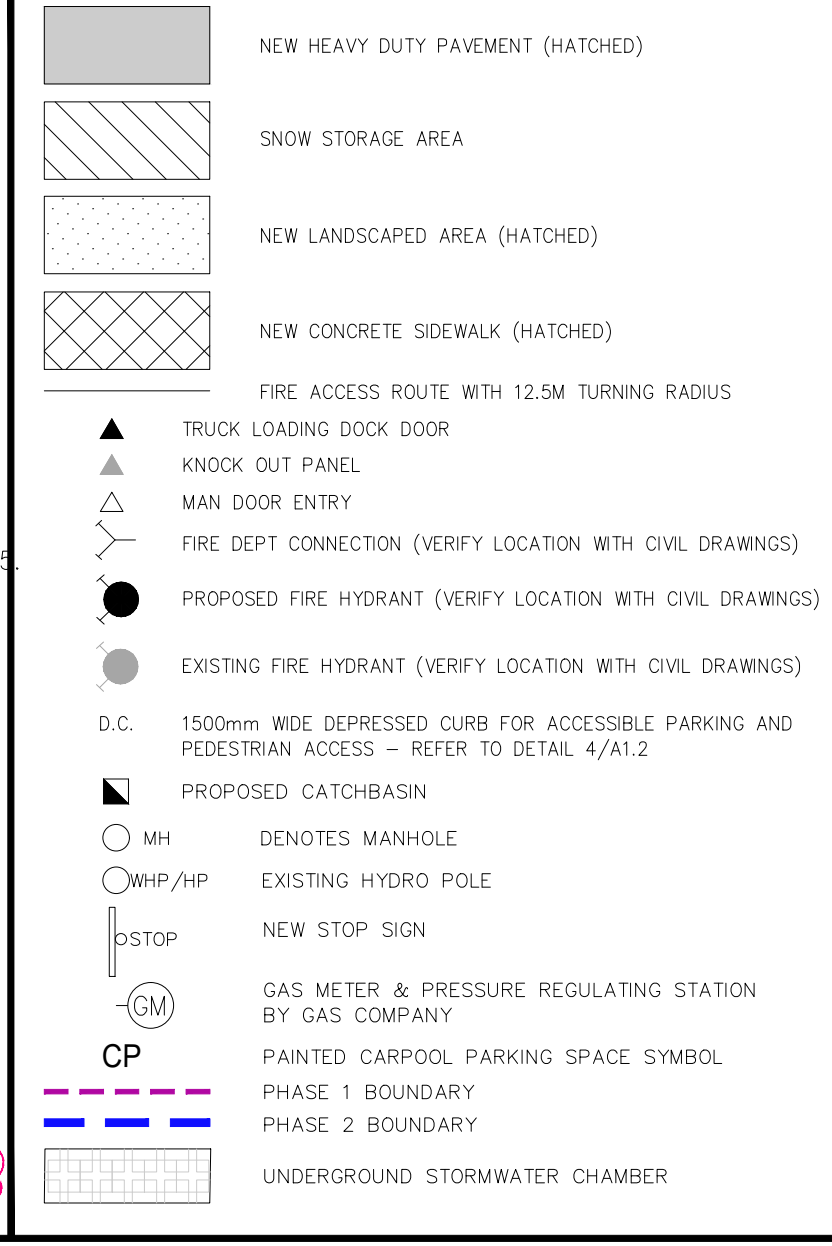 NEW HEAVY DUTY PAVEMENT (HATCHED)
SNOW STORAGE AREA
NEW LANDSCAPED AREA (HATCHED)
NEW CONCRETE SIDEWALK (HATCHED)
FIRE ACCESS ROUTE WITH 12.5M TURNING RADIUS
TRUCK LOADING DOCK DOOR
KNOCK OUT PANEL
MAN DOOR ENTRY
FIRE DEPT CONNECTION (VERIFY LOCATION WITH CIVIL DRAWINGS)
5.
PROPOSED FIRE HYDRANT (VERIFY LOCATION WITH CIVIL DRAWINGS)
EXISTING FIRE HYDRANT (VERIFY LOCATION WITH CIVIL DRAWINGS)
D.C. 1500mm WIDE DEPRESSED CURB FOR ACCESSIBLE PARKING AND
PEDESTRIAN ACCESS – REFER TO DETAIL 4/A1.2
PROPOSED CATCHBASIN
MH DENOTES MANHOLE
WHP/HP EXISTING HYDRO POLE
STOP NEW STOP SIGN
GM GAS METER & PRESSURE REGULATING STATION
BY GAS COMPANY
CP PAINTED CARPOOL PARKING SPACE SYMBOL
PHASE 1 BOUNDARY
PHASE 2 BOUNDARY
UNDERGROUND STORMWATER CHAMBER